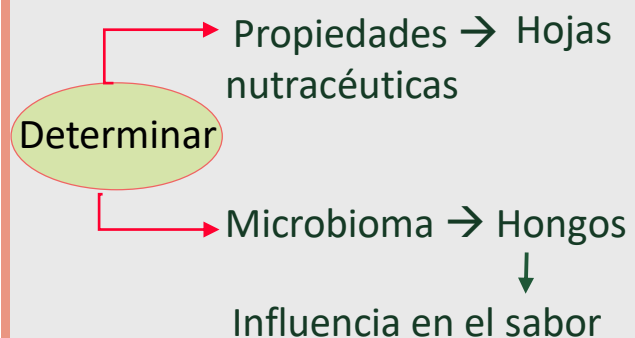 Propiedades → Hojas
nutracéuticas
Determinar
Microbioma → Hongos
Influencia en el sabor